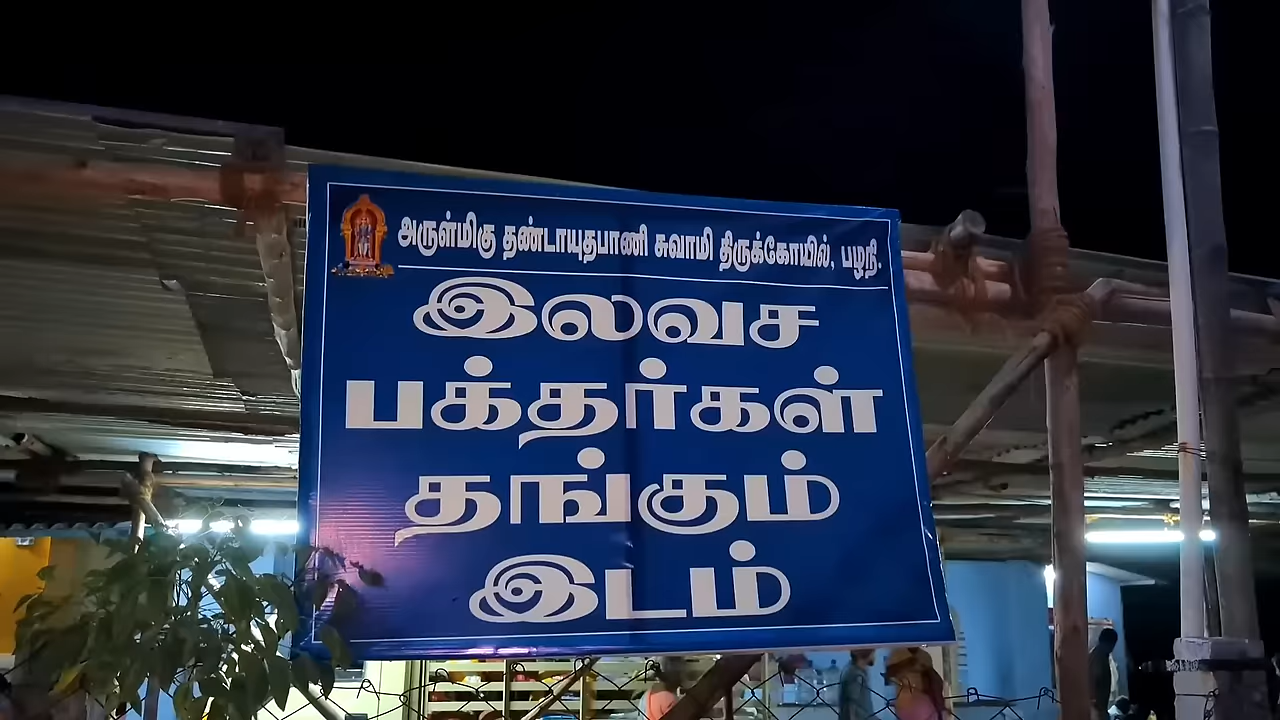 அருள்மிகு தண்டாயுதபாணி சுவாமி திருக்கோயில், பழநி.
இலவச
பக்தர்கள்
தங்கும்
இடம்